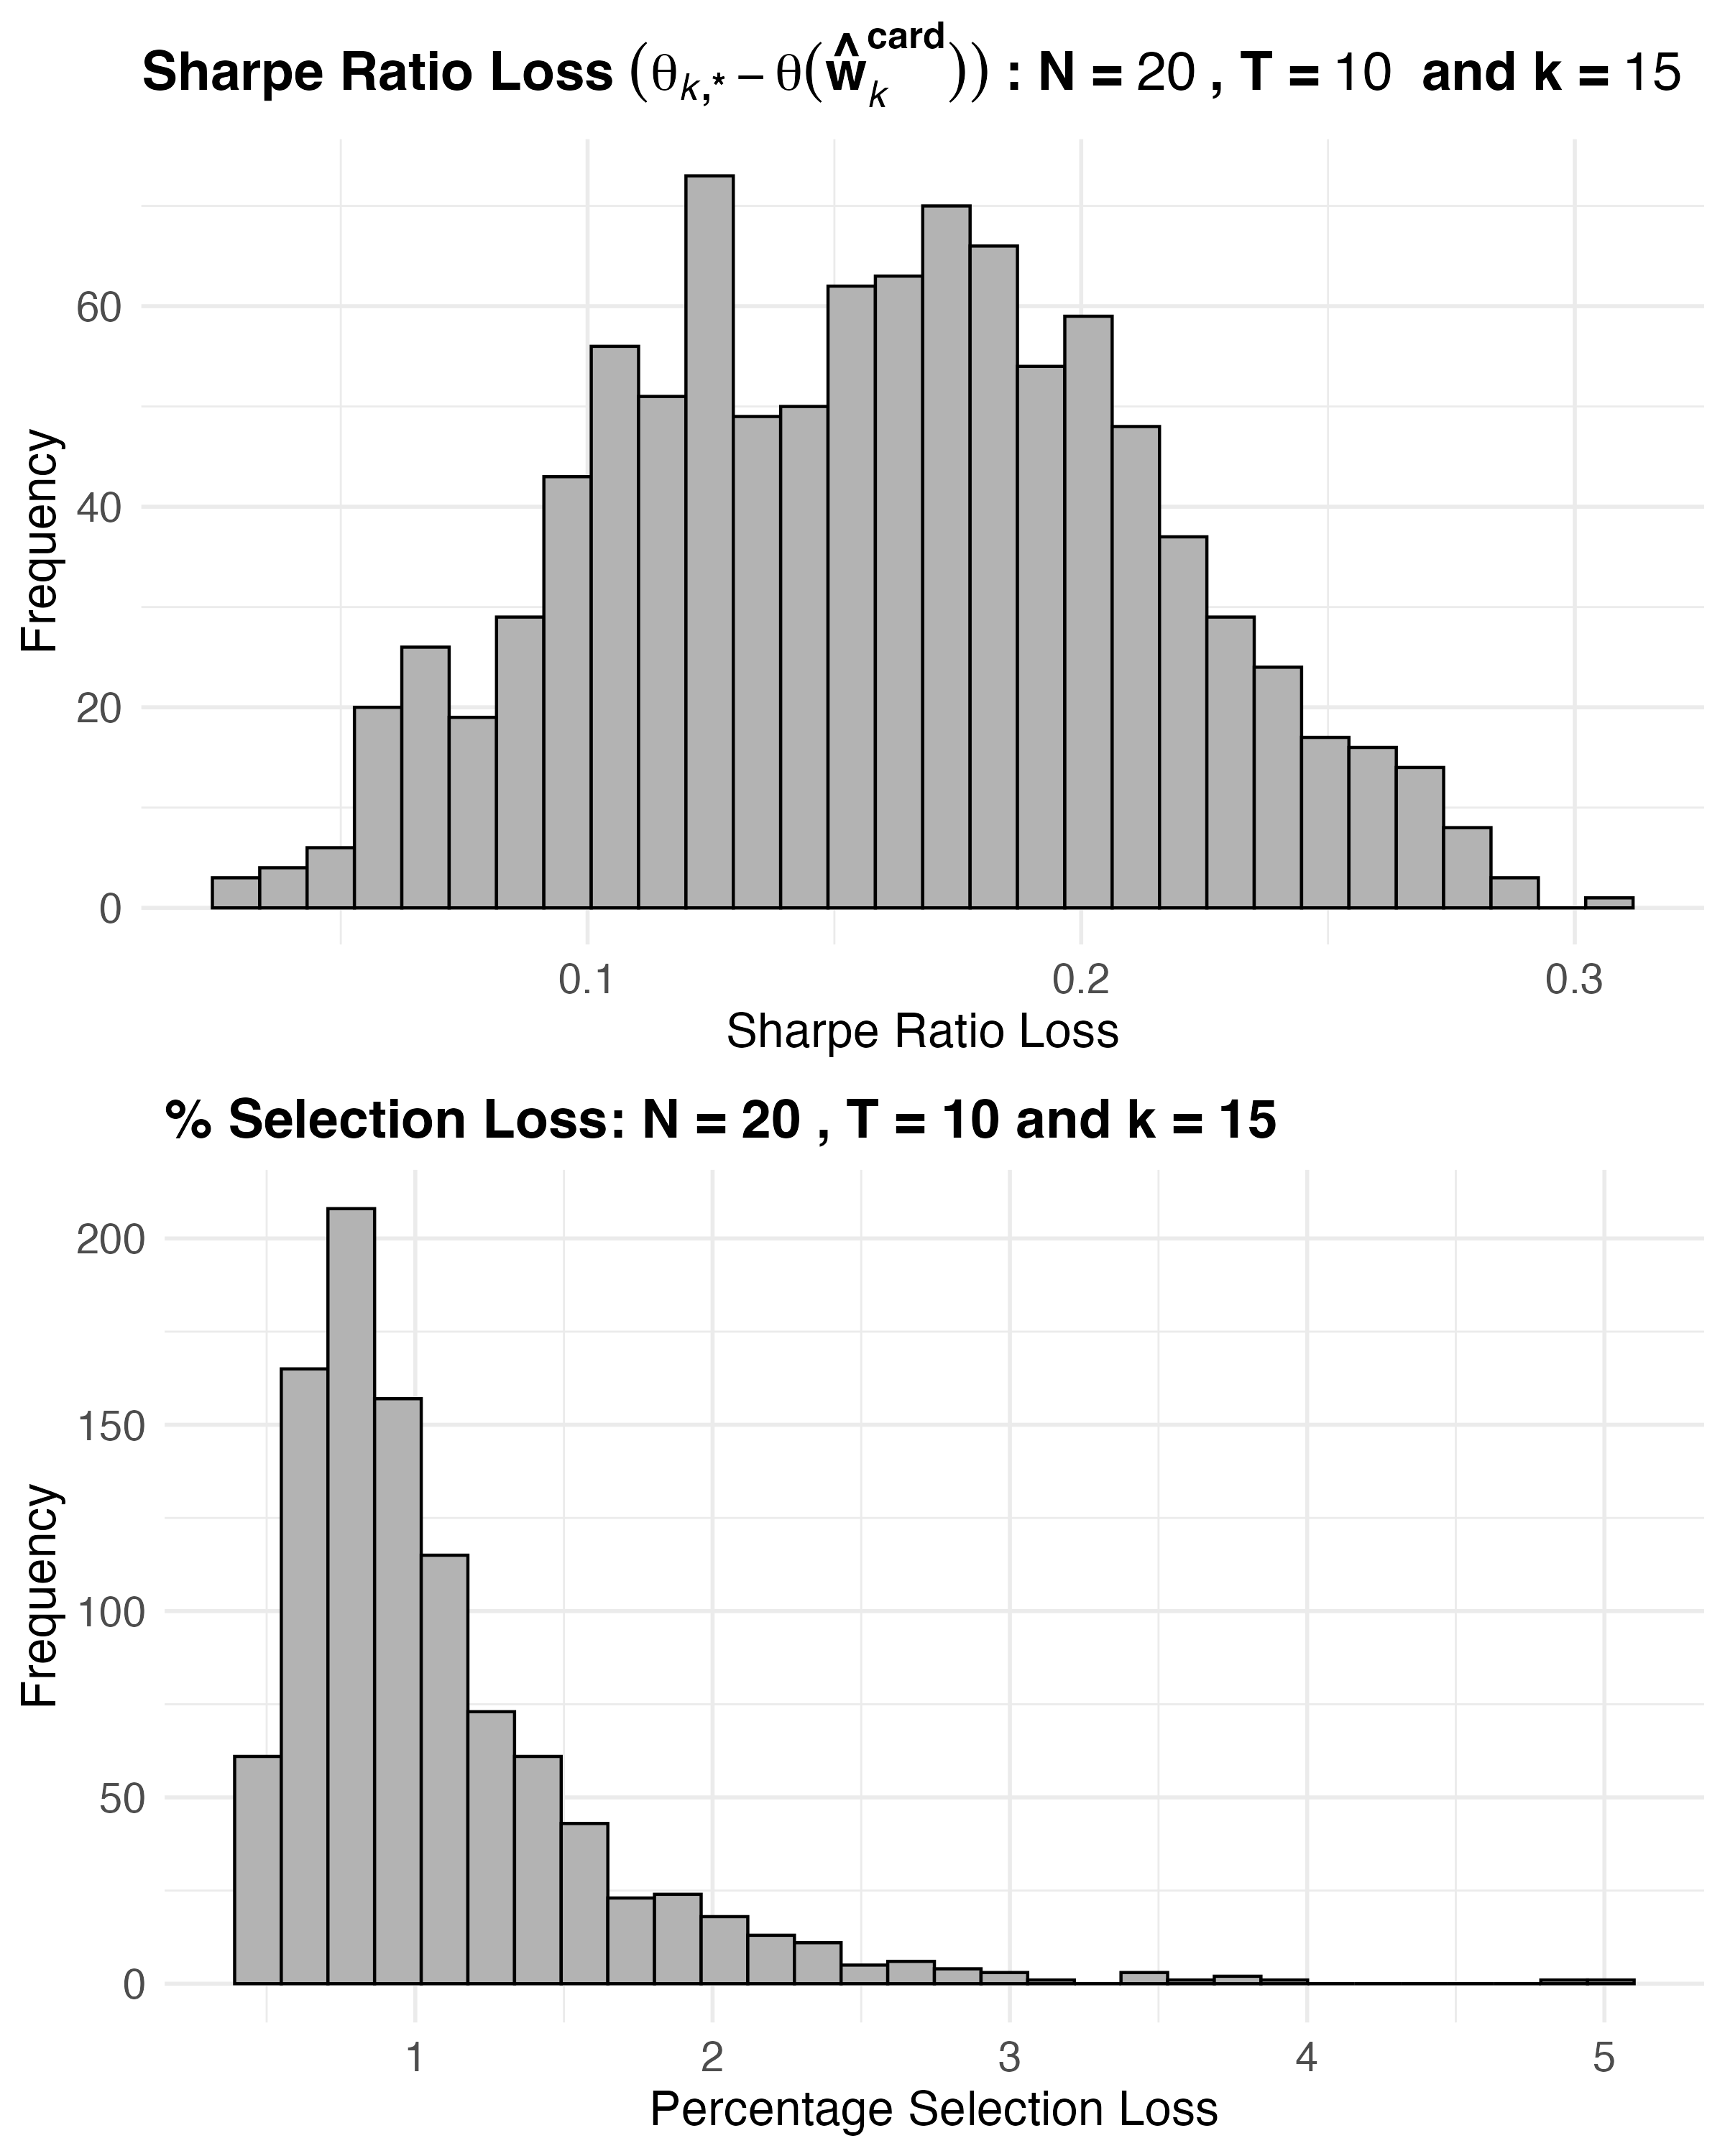 Sharpe Ratio Loss (θk,* − θ(ŵk^card)) : N = 20 , T = 10 and k = 15
60
40
20
0
Frequency
0.1 0.2 0.3
Sharpe Ratio Loss
% Selection Loss: N = 20 , T = 10 and k = 15
200
150
100
50
0
Frequency
1 2 3 4 5
Percentage Selection Loss